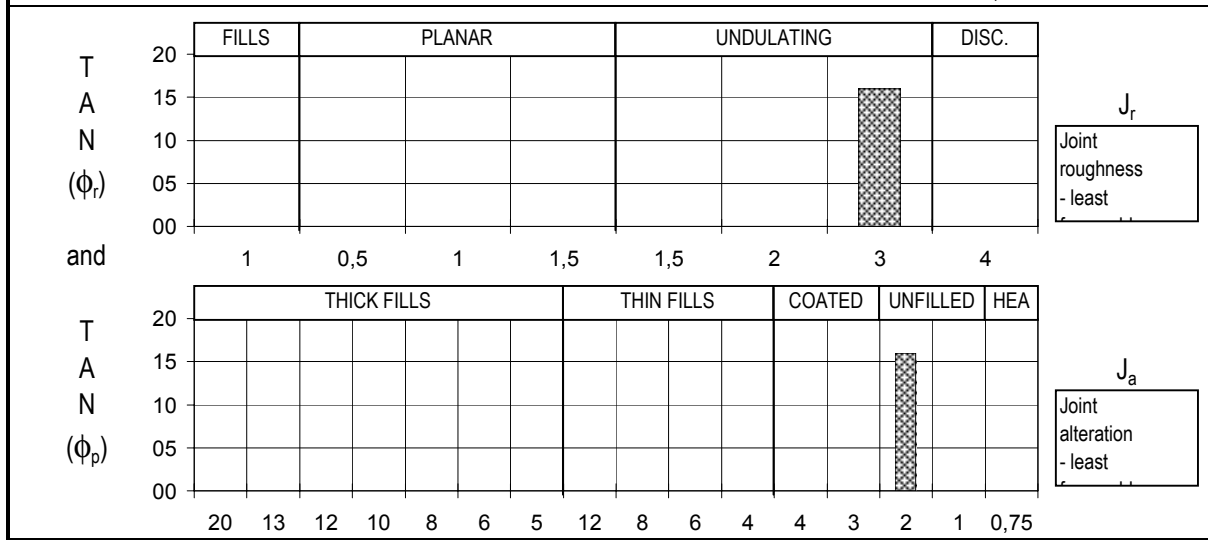 FILLS PLANAR UNDULATING DISC.
T
A
N
(ϕr)
20
15
10
05
00
Jr
Joint
roughness
- least
and
1 0,5 1 1,5 1,5 2 3 4
THICK FILLS THIN FILLS COATED UNFILLED HEA
T
A
N
(ϕp)
20
15
10
05
00
Ja
Joint
alteration
- least
20 13 12 10 8 6 5 12 8 6 4 4 3 2 1 0,75